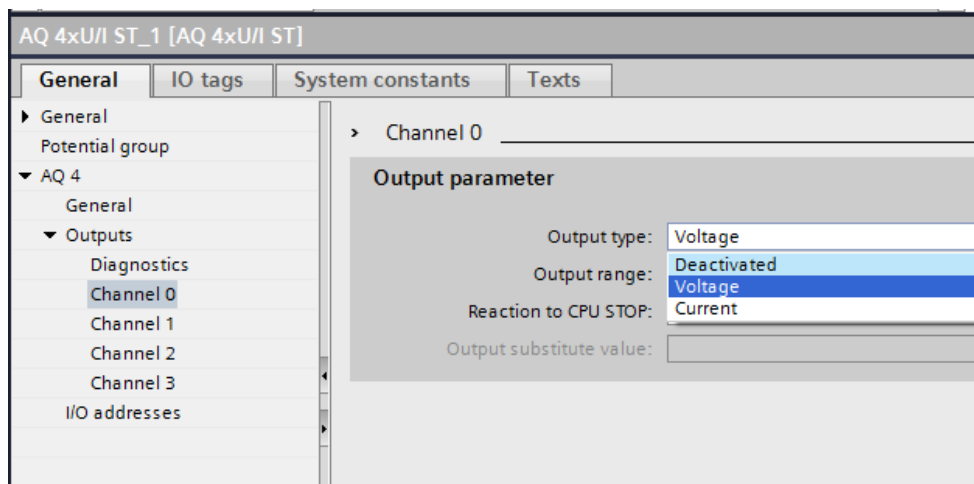 AQ 4xU/I ST_1 [AQ 4xU/I ST]
General IO tags System constants Texts
General
Potential group
AQ 4
General
Outputs
Diagnostics
Channel 0
Channel 1
Channel 2
Channel 3
I/O addresses
Channel 0
Output parameter
Output type: Voltage
Deactivated
Output range:
Voltage
Current
Reaction to CPU STOP:
Output substitute value: